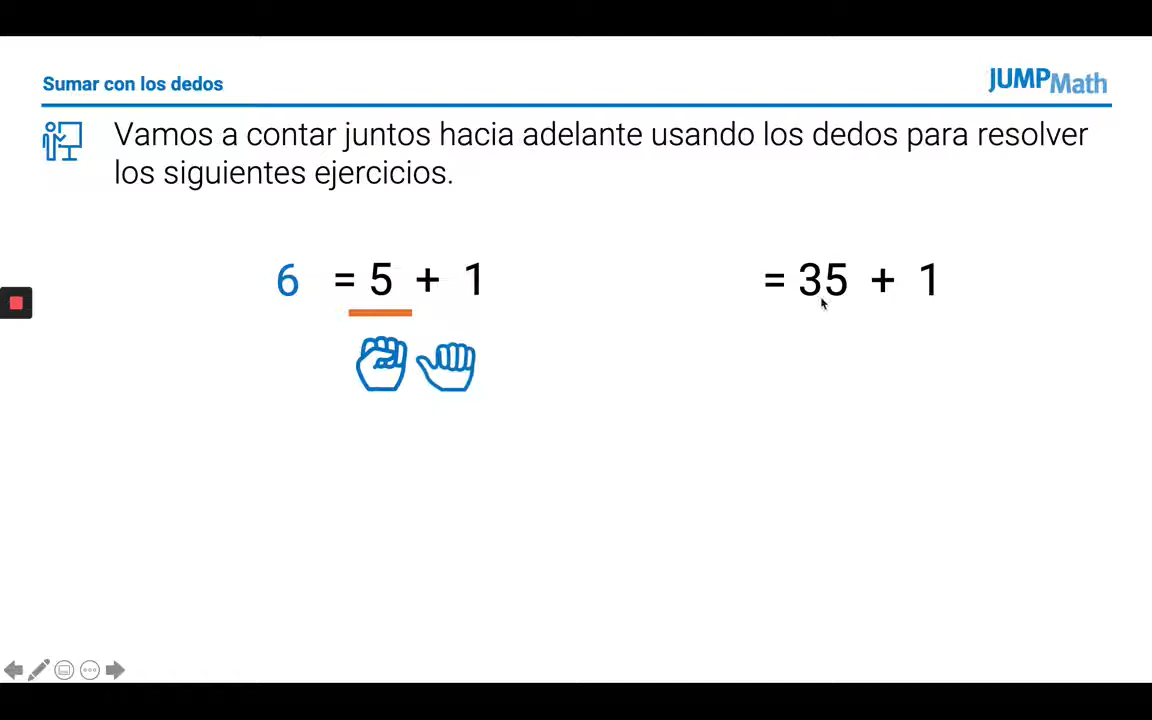 Sumar con los dedos
JUMPMath
Vamos a contar juntos hacia adelante usando los dedos para resolver
los siguientes ejercicios.
6 = 5 + 1
= 35 + 1